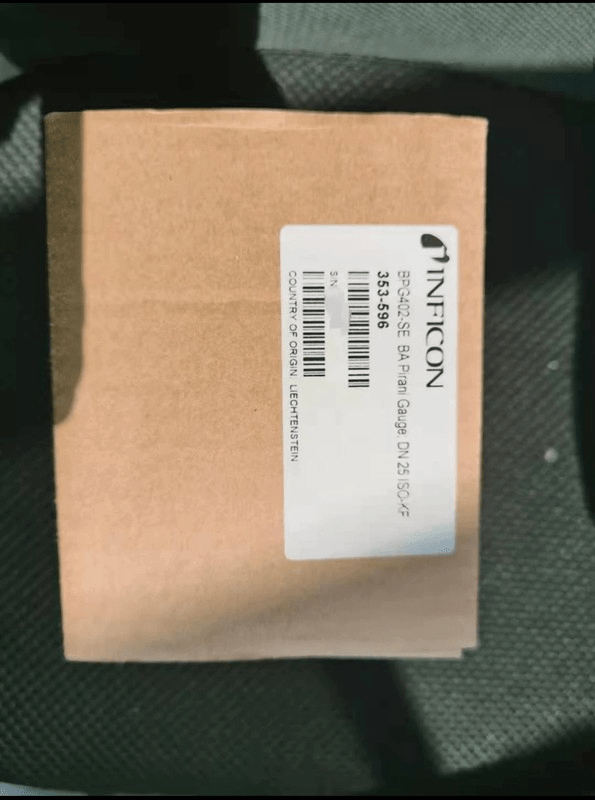 INFICON
BPG402-SE BA Pirani Gauge, DN 25 ISO-KF
353-596
S/N:
COUNTRY OF ORIGIN: LIECHTENSTEIN